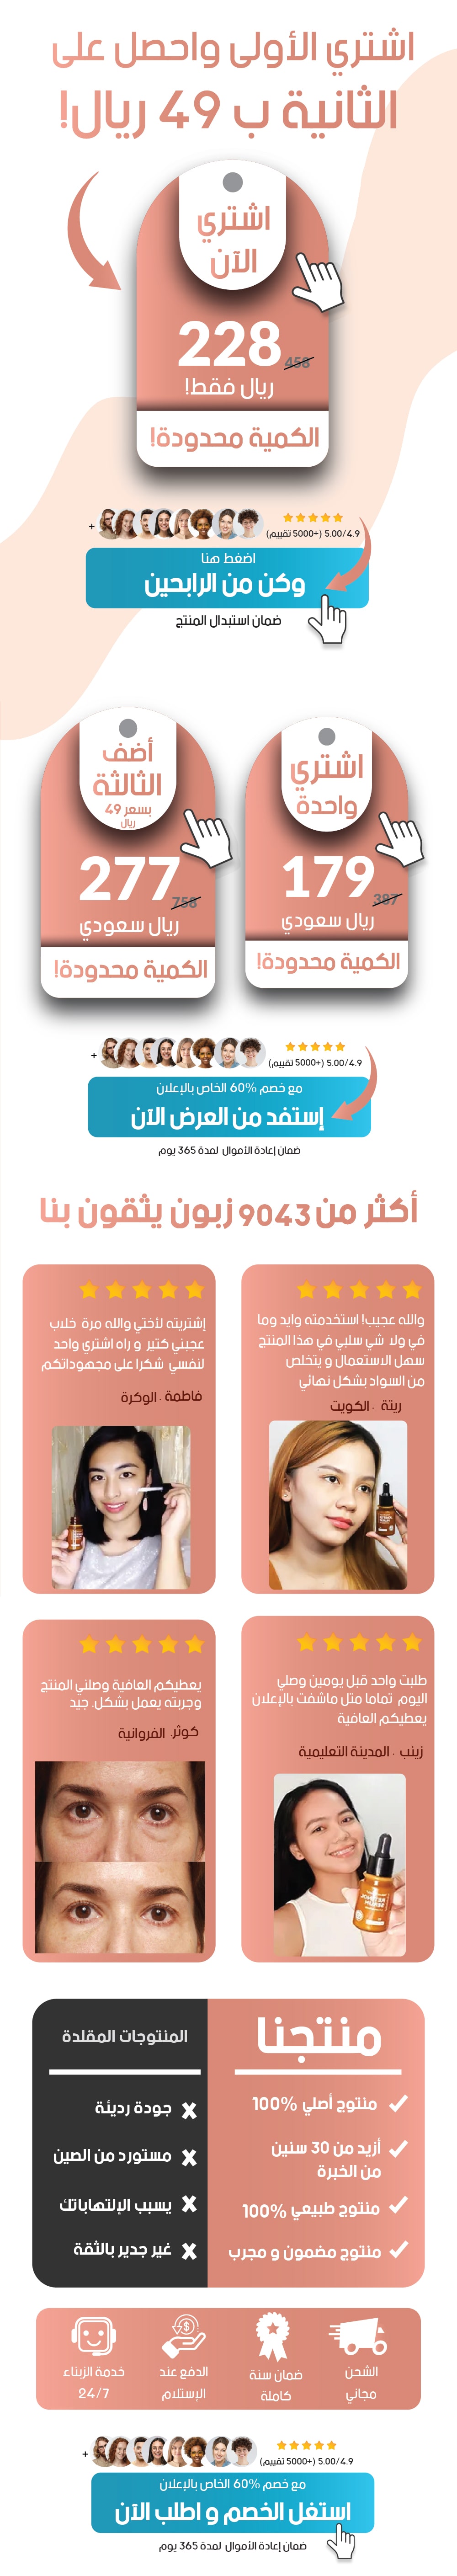 اشتري الأولى واحصل على
الثانية ب 49 ريال!
اشتري
الآن
228
458
ريال فقط!
الكمية محدودة!
5.00/4.9 (+5000 تقييم)
+
اضغط هنا
وكن من الرابحين
ضمان استبدال المنتج
اشتري
واحدة
179
387
ريال سعودي
الكمية محدودة!
أضف
الثالثة
بسعر 49
ريال
277
758
ريال سعودي
الكمية محدودة!
5.00/4.9 (+5000 تقييم)
+
مع خصم 60% الخاص بالإعلان
إستفد من العرض الآن
ضمان إعادة الأموال لمدة 365 يوم
أكثر من 9043 زبون يثقون بنا
والله عجيب! استخدمته وايد وما
في ولا شي سلبي في هذا المنتج
سهل الاستعمال و يتخلص
من السواد بشكل نهائي
ريتة . الكويت
إشتريته لأختي والله مرة خلاب
عجبني كتير و راه اشتري واحد
لنفسي شكرا على مجهوداتكم
فاطمة . الوكرة
طلبت واحد قبل يومين وصلي
اليوم تماما متل ماشفت بالإعلان
يعطيكم العافية
زينب . المدينة التعليمية
يعطيكم العافية وصلني المنتج
وجربته يعمل بشكل. جيد
كوثر. الفروانية
منتجنا
منتوج أصلي 100%
أزيد من 30 سنين
من الخبرة
منتوج طبيعي 100%
منتوج مضمون و مجرب
المنتوجات المقلدة
جودة رديئة
مستورد من الصين
يسبب الإلتهاباتك
غير جدير بالثقة
الشحن
مجاني
ضمان سنة
كاملة
الدفع عند
الإستلام
خدمة الزبناء
24/7
5.00/4.9 (+5000 تقييم)
+
مع خصم 60% الخاص بالإعلان
استغل الخصم و اطلب الآن
ضمان إعادة الأموال لمدة 365 يوم